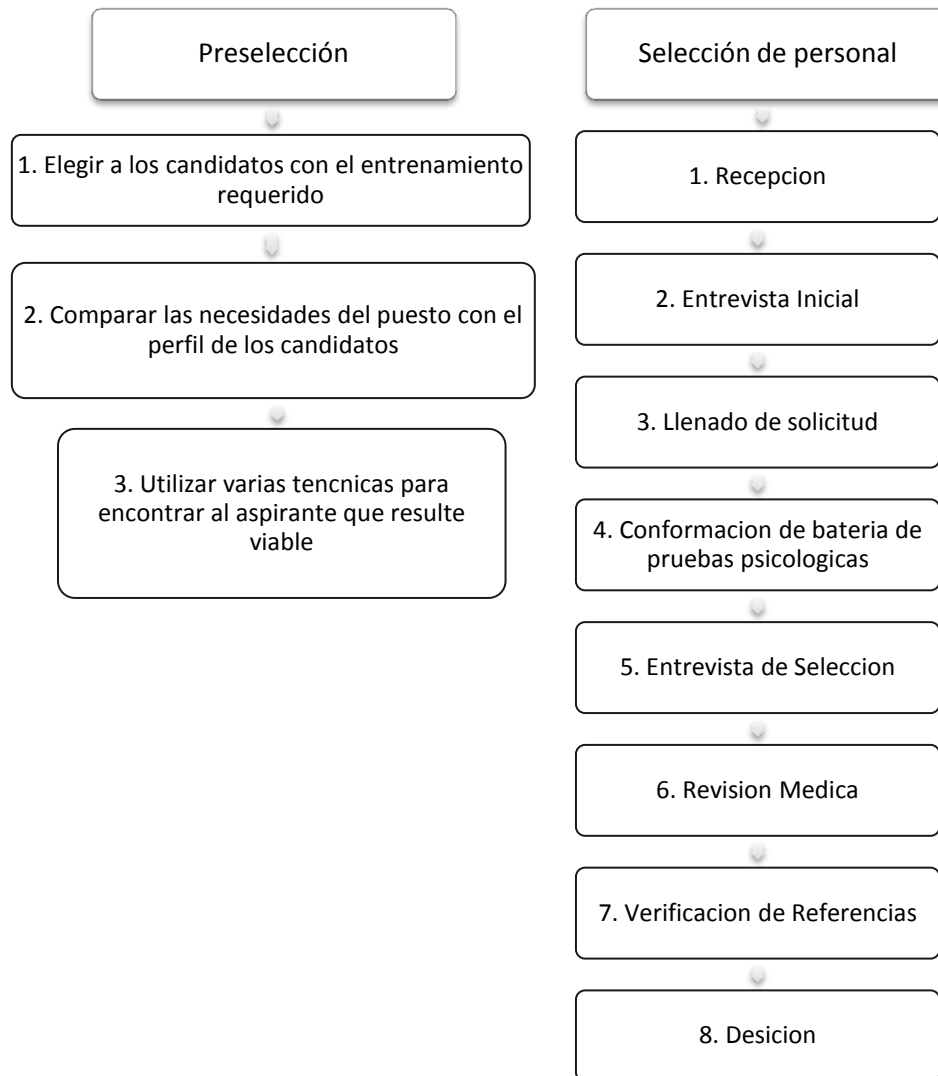 Preselección
1. Elegir a los candidatos con el entrenamiento
requerido
2. Comparar las necesidades del puesto con el
perfil de los candidatos
3. Utilizar varias tencnicas para
encontrar al aspirante que resulte
viable
Selección de personal
1. Recepcion
2. Entrevista Inicial
3. Llenado de solicitud
4. Conformacion de bateria de
pruebas psicologicas
5. Entrevista de Seleccion
6. Revision Medica
7. Verificacion de Referencias
8. Desicion